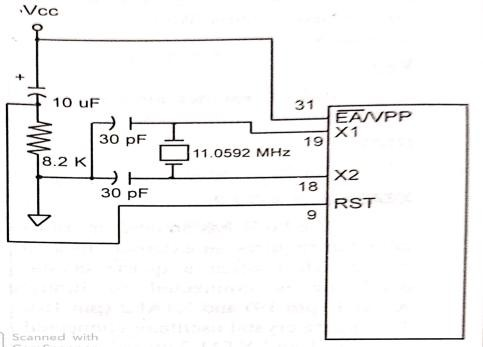 Vcc
+
10 uF
31
EA/VPP
30 pF
19
X1
8.2 K
11.0592 MHz
30 pF
18
X2
9
RST
Scanned with